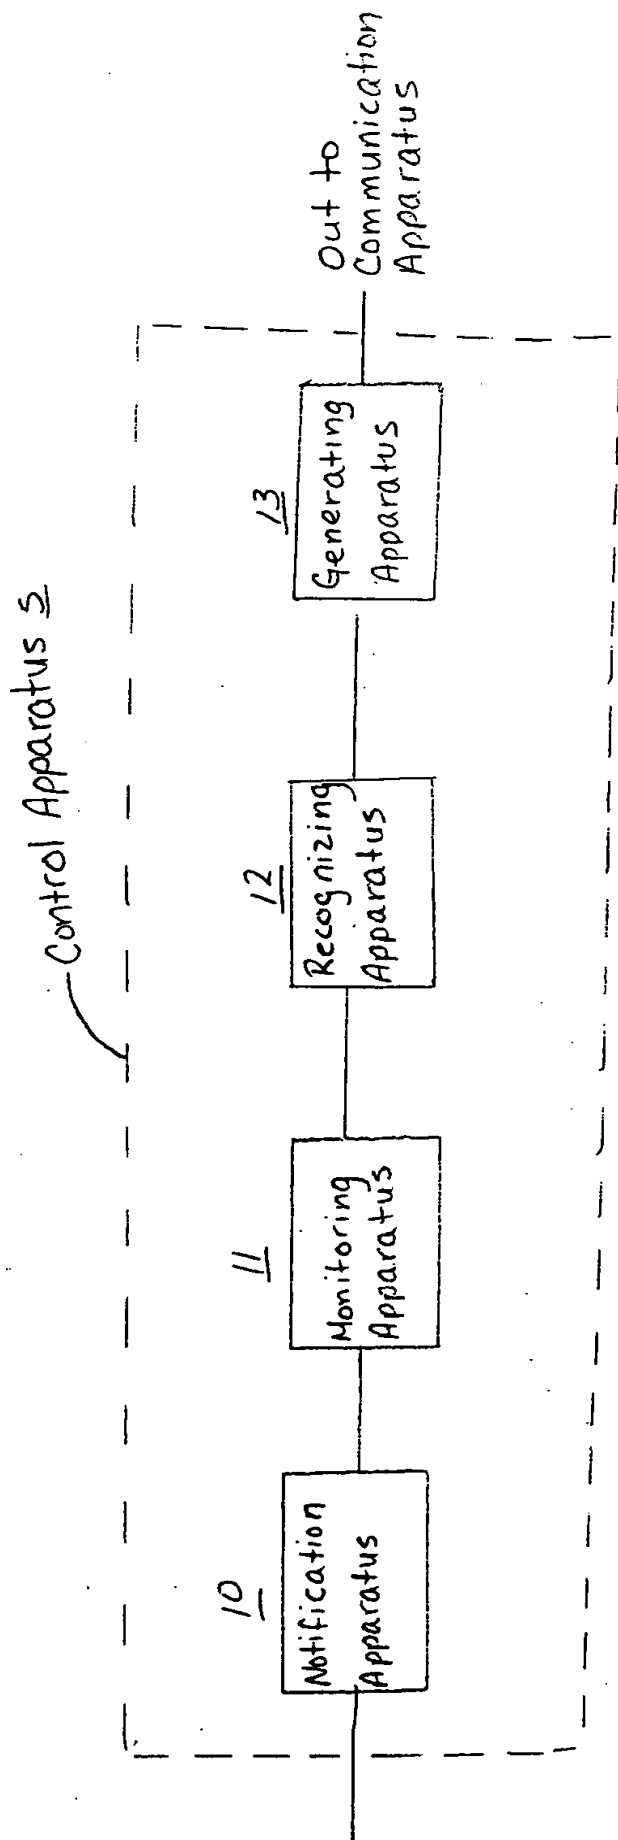 Control Apparatus 5
10
Notification
Apparatus
11
Monitoring
Apparatus
12
Recognizing
Apparatus
13
Generating
Apparatus
Out to
Communication
Apparatus